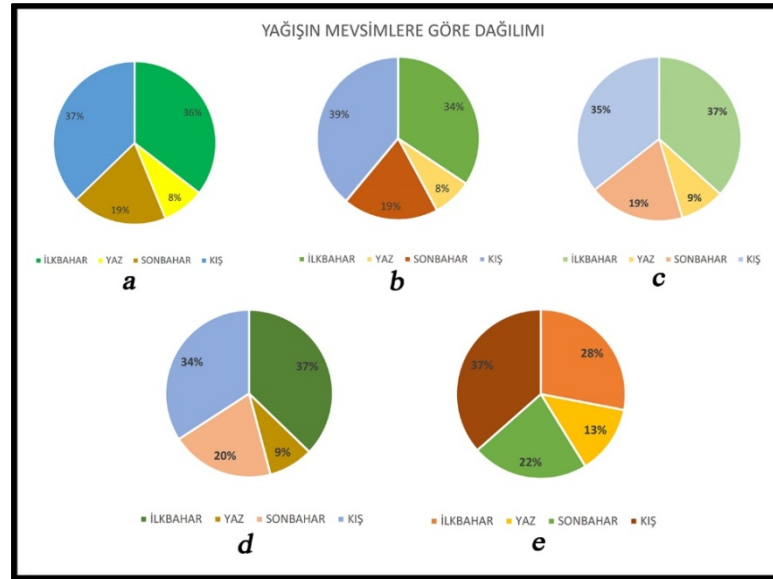 YAĞIŞIN MEVSİMLERE GÖRE DAĞILIMI
37% 36%
19% 8%
İLKBAHAR YAZ SONBAHAR KIŞ
a
39% 34%
19% 8%
İLKBAHAR YAZ SONBAHAR KIŞ
b
35% 37%
19% 9%
İLKBAHAR YAZ SONBAHAR KIŞ
c
34% 37%
20% 9%
İLKBAHAR YAZ SONBAHAR KIŞ
d
37% 28%
22% 13%
İLKBAHAR YAZ SONBAHAR KIŞ
e